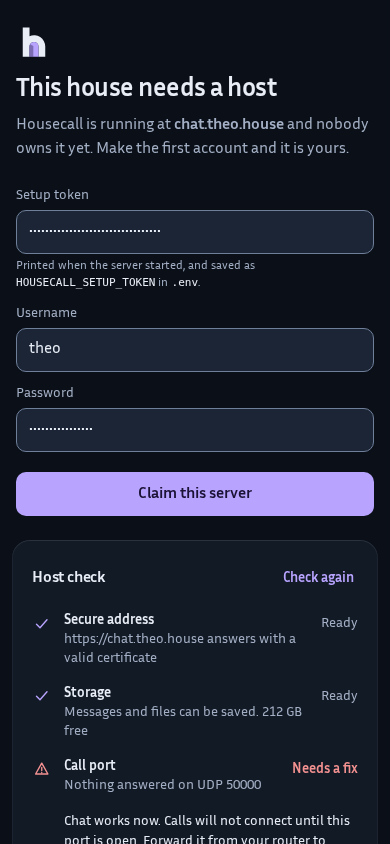 h
This house needs a host
Housecall is running at chat.theo.house and nobody
owns it yet. Make the first account and it is yours.
Setup token
Printed when the server started, and saved as
HOUSECALL_SETUP_TOKEN in .env.
Username
theo
Password
Claim this server
Host check
Check again
Secure address
Ready
https://chat.theo.house answers with a
valid certificate
Storage
Ready
Messages and files can be saved. 212 GB
free
Call port
Needs a fix
Nothing answered on UDP 50000
Chat works now. Calls will not connect until this
port is open. Forward it from your router to